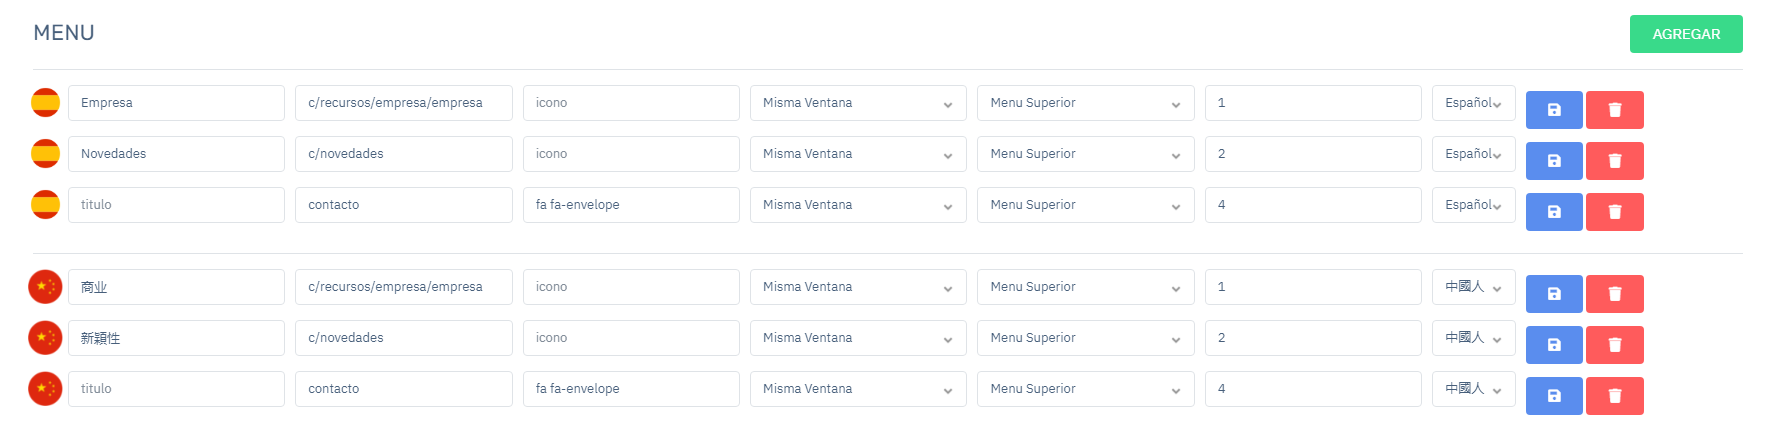 MENU AGREGAR
Empresa c/recursos/empresa/empresa icono Misma Ventana Menu Superior 1 Español
Novedades c/novedades icono Misma Ventana Menu Superior 2 Español
titulo contacto fa fa-envelope Misma Ventana Menu Superior 4 Español
商业 c/recursos/empresa/empresa icono Misma Ventana Menu Superior 1 中國人
新穎性 c/novedades icono Misma Ventana Menu Superior 2 中國人
titulo contacto fa fa-envelope Misma Ventana Menu Superior 4 中國人